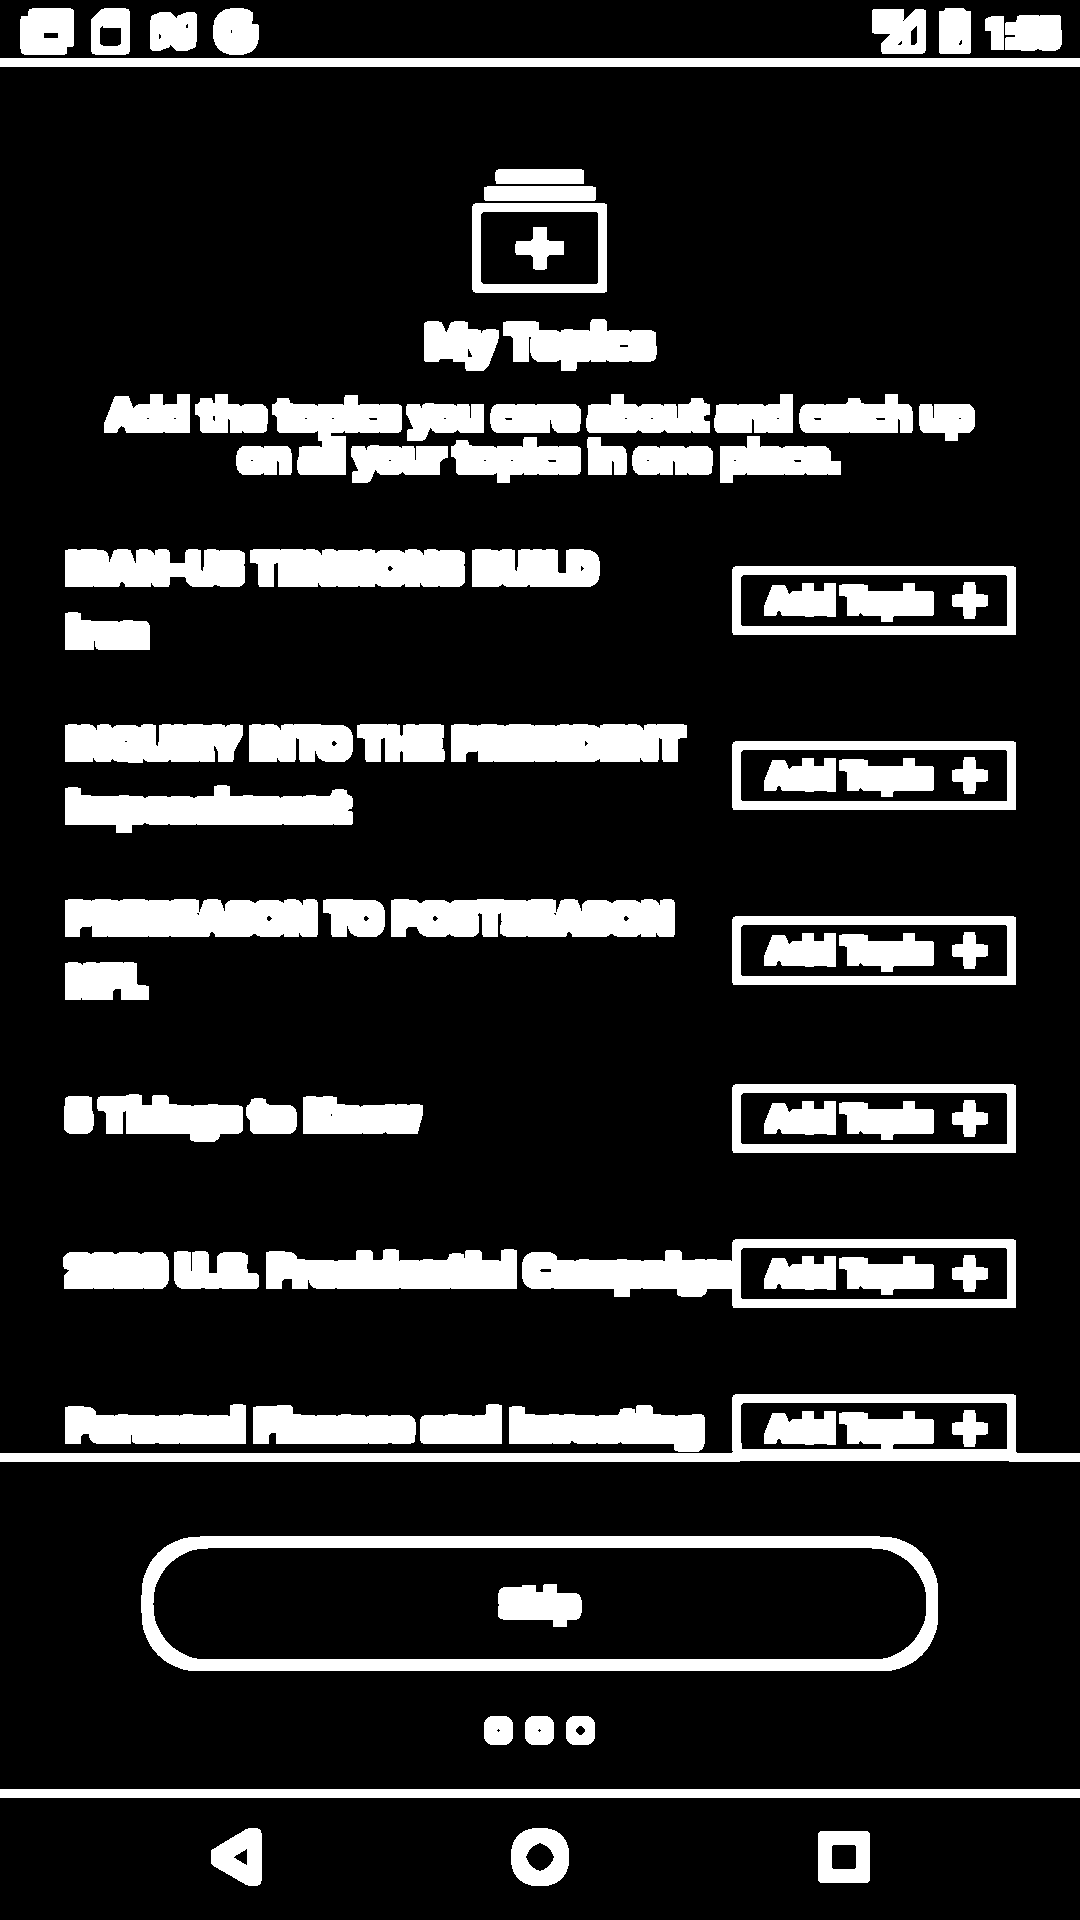 My Topics
Add the topics you care about and catch up
on all your topics in one place.
IRAN-US TENSIONS BUILD
Iran
Add Topic
INQUIRY INTO THE PRESIDENT
Impeachment
Add Topic
PRESEASON TO POSTSEASON
NFL
Add Topic
5 Things to Know
Add Topic
2020 U.S. Presidential Campaign
Add Topic
Personal Finance and Investing
Add Topic
Skip